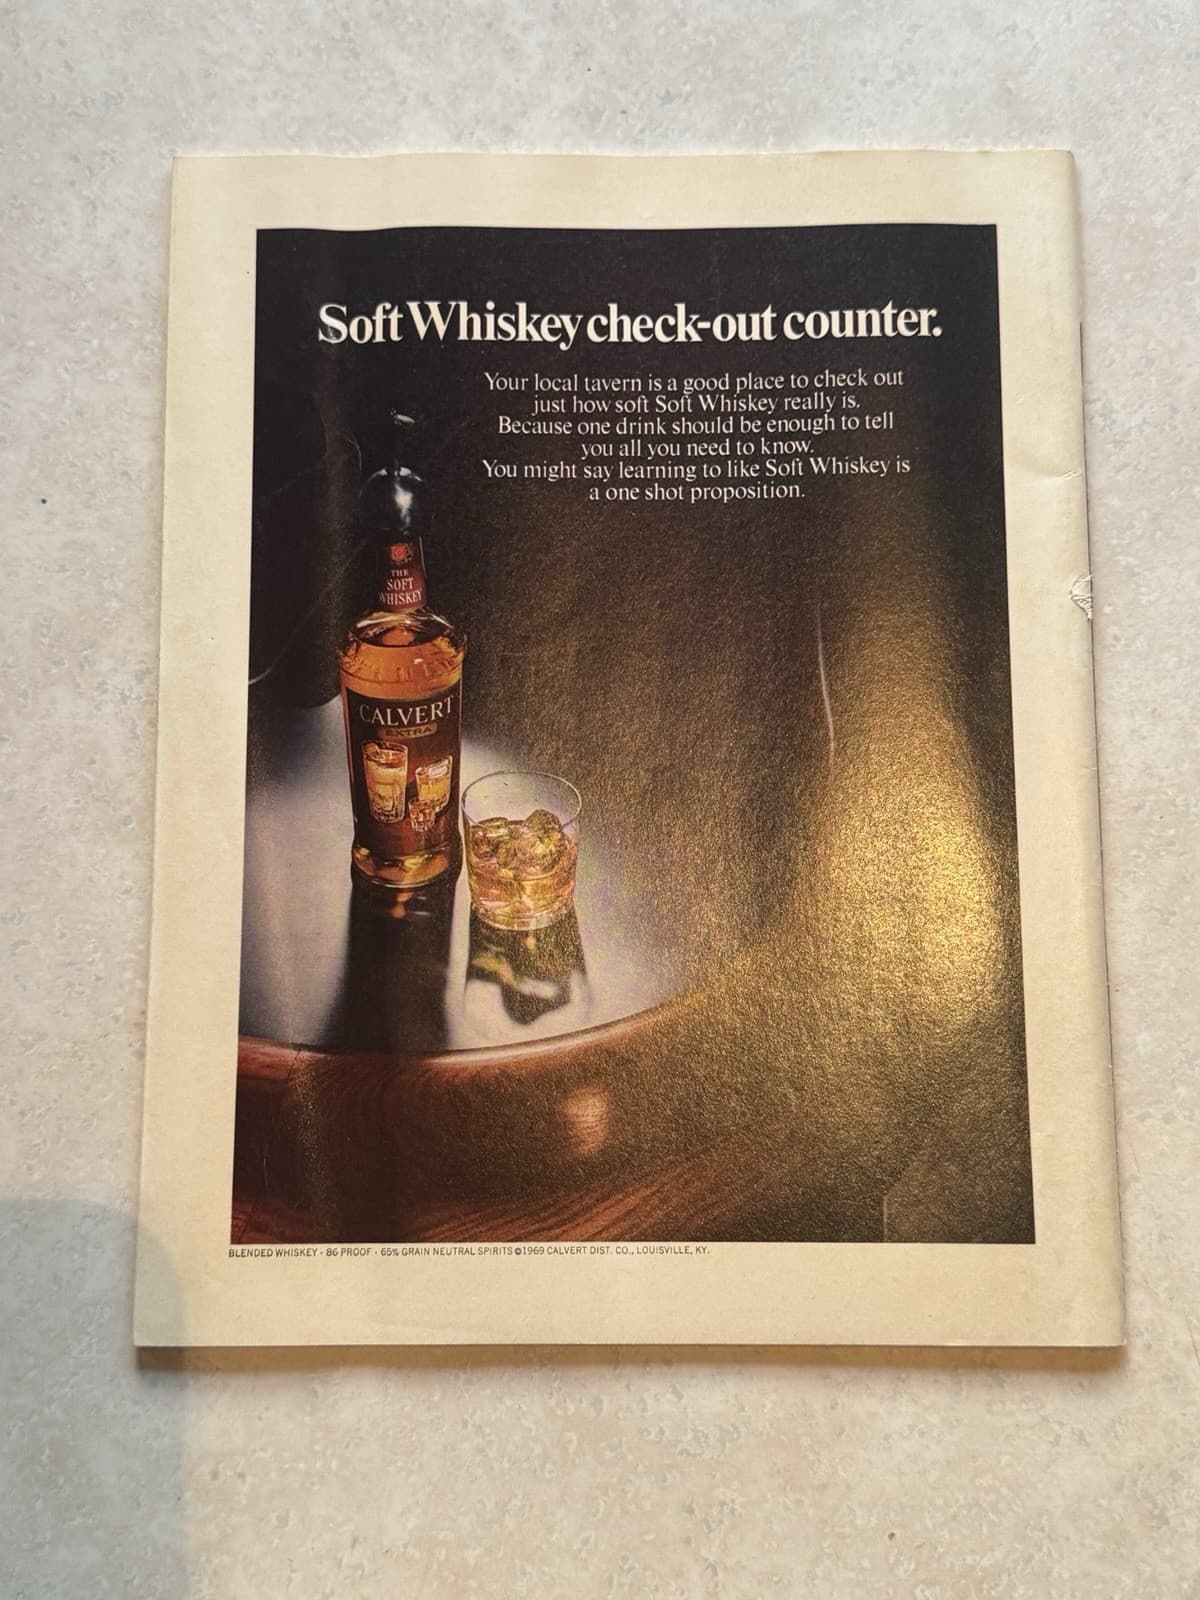 Soft Whiskey check-out counter.
Your local tavern is a good place to check out
just how soft Soft Whiskey really is.
Because one drink should be enough to tell
you all you need to know.
You might say learning to like Soft Whiskey is
a one shot proposition.
THE
SOFT
WHISKEY
CALVERT
EXTRA
BLENDED WHISKEY • 86 PROOF • 65% GRAIN NEUTRAL SPIRITS ©1969 CALVERT DIST. CO., LOUISVILLE, KY.